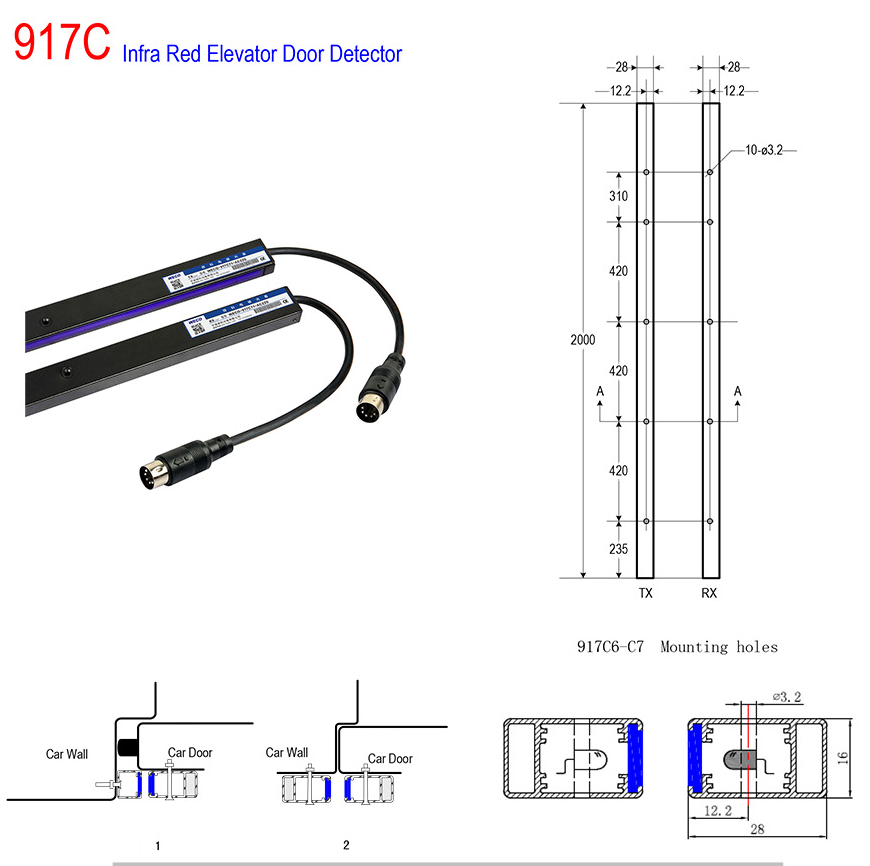 917C Infra Red Elevator Door Detector
28 28
12.2 12.2
10-ø3.2
310
420
2000
420
A A
420
235
TX RX
917C6-C7 Mounting holes
MECO
MECO
Car Wall Car Door
Car Wall Car Door
1 2
ø3.2
16
12.2
28